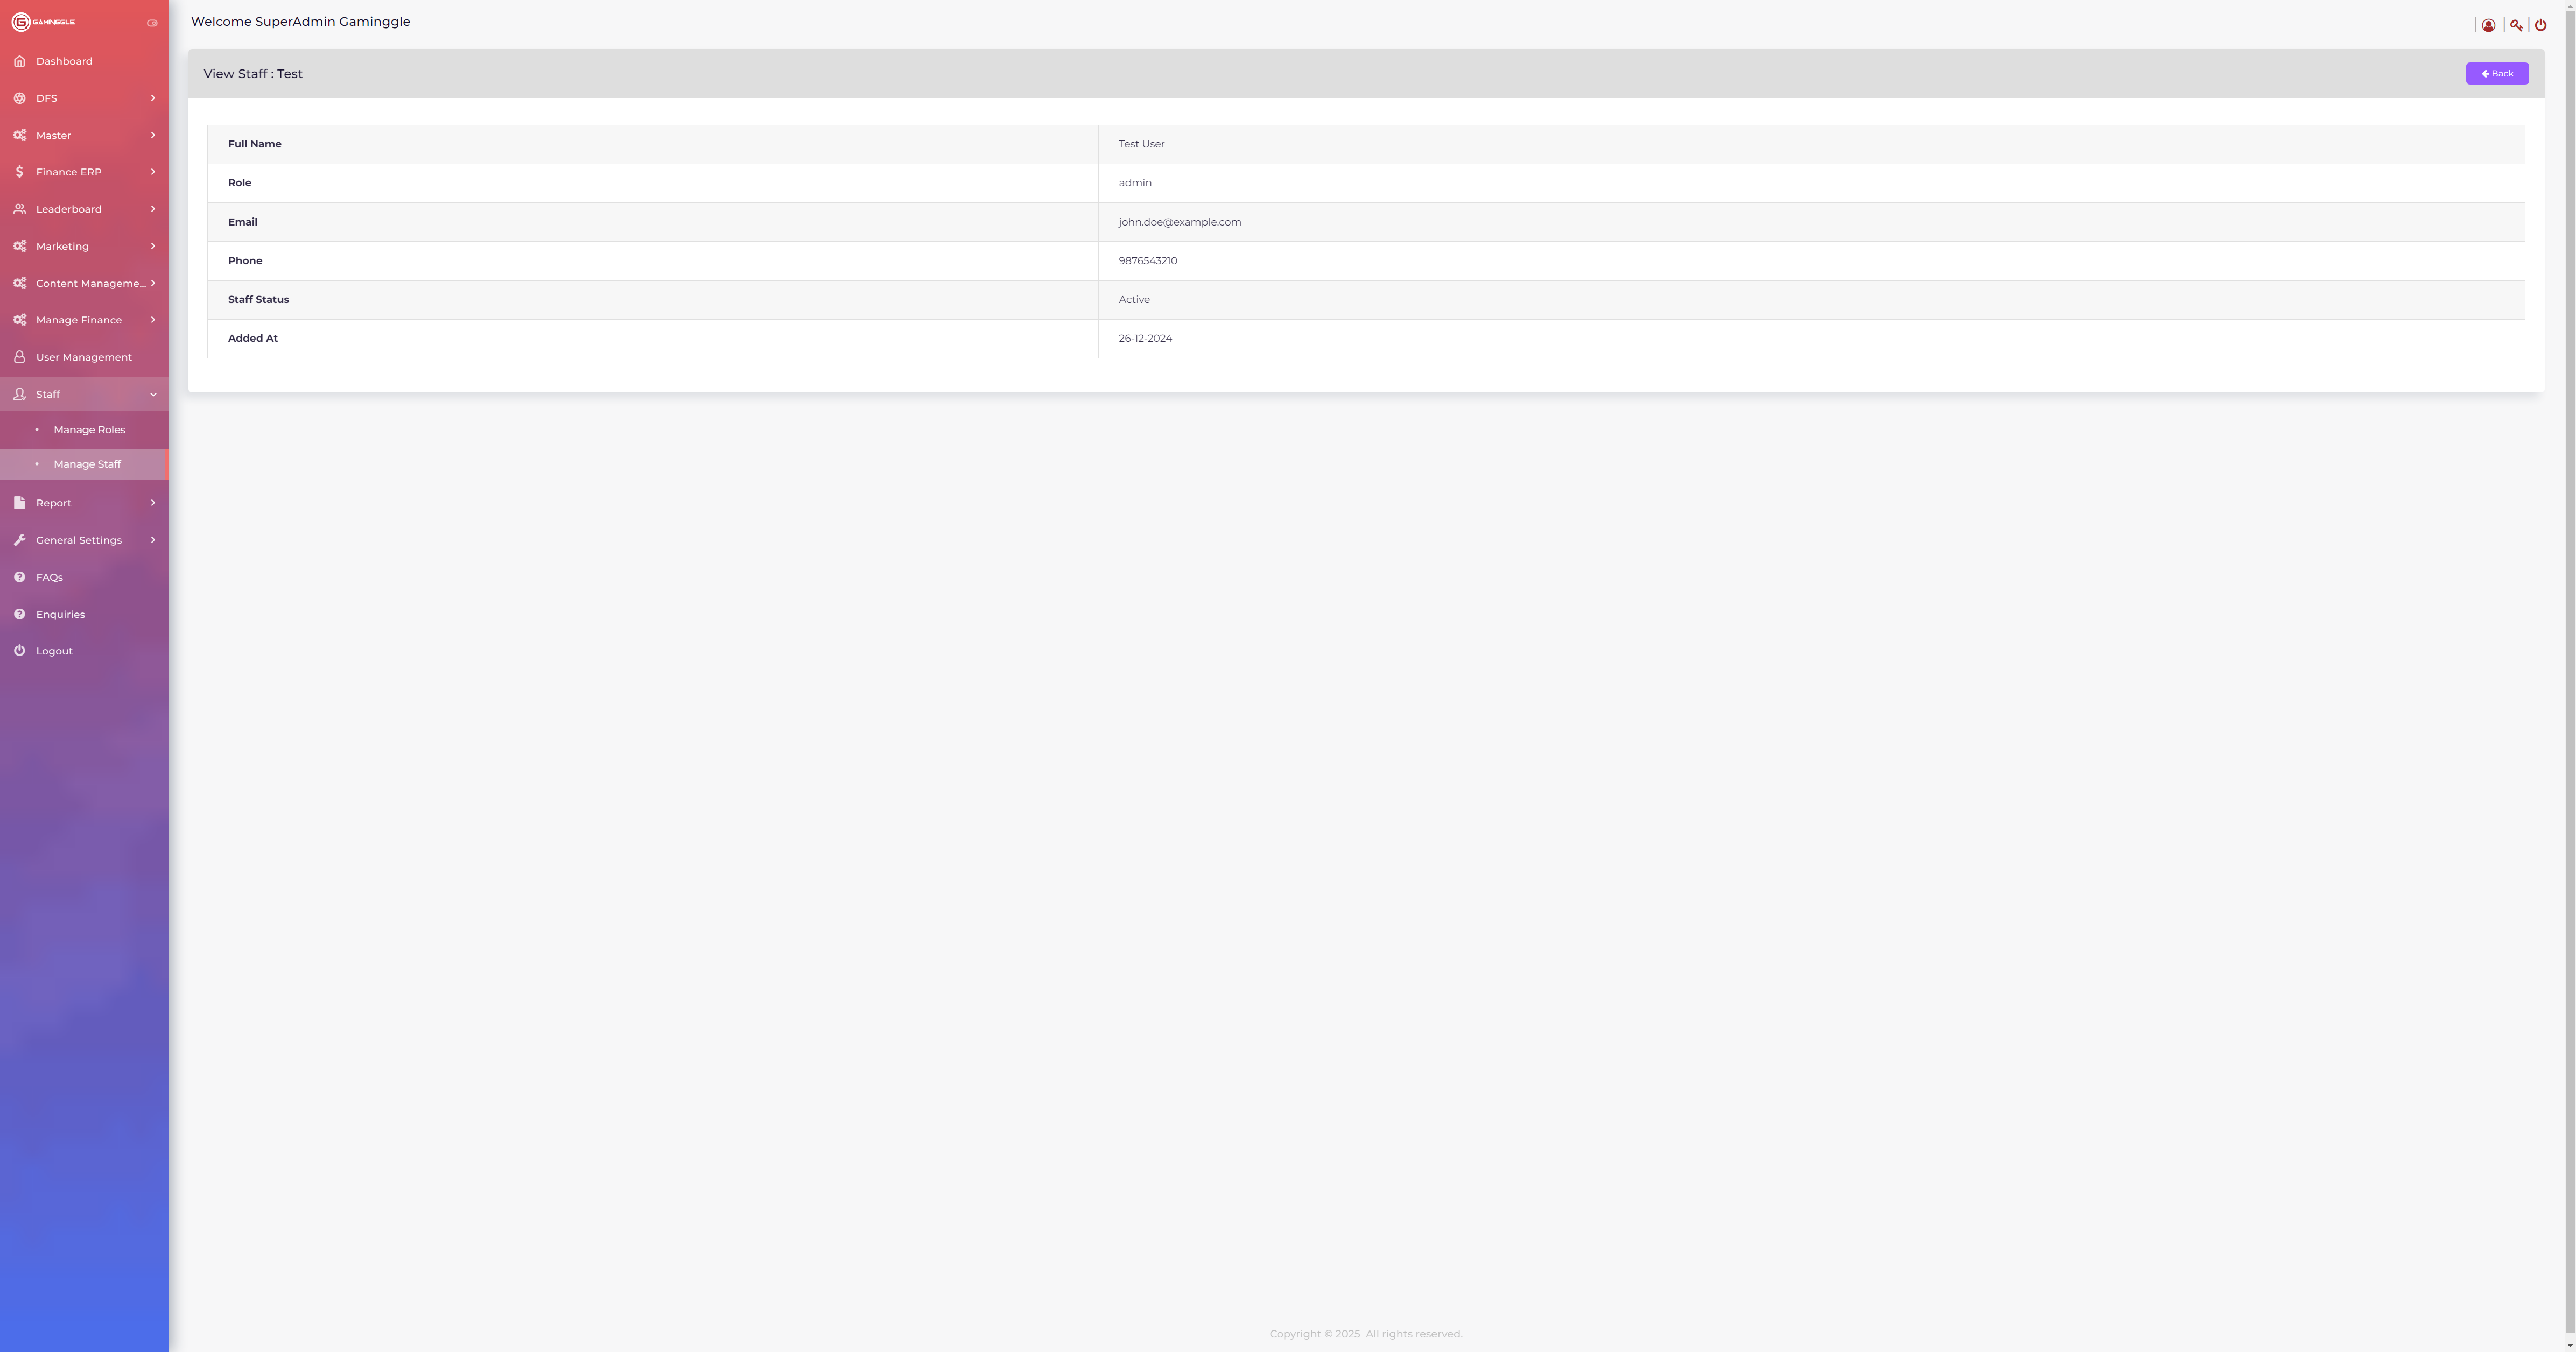 GAMINGGLE
Welcome SuperAdmin Gaminggle
Dashboard
DFS
Master
Finance ERP
Leaderboard
Marketing
Content Manageme...
Manage Finance
User Management
Staff
Manage Roles
Manage Staff
Report
General Settings
FAQs
Enquiries
Logout
View Staff : Test
Back
Full Name Test User
Role admin
Email john.doe@example.com
Phone 9876543210
Staff Status Active
Added At 26-12-2024
Copyright © 2025 All rights reserved.